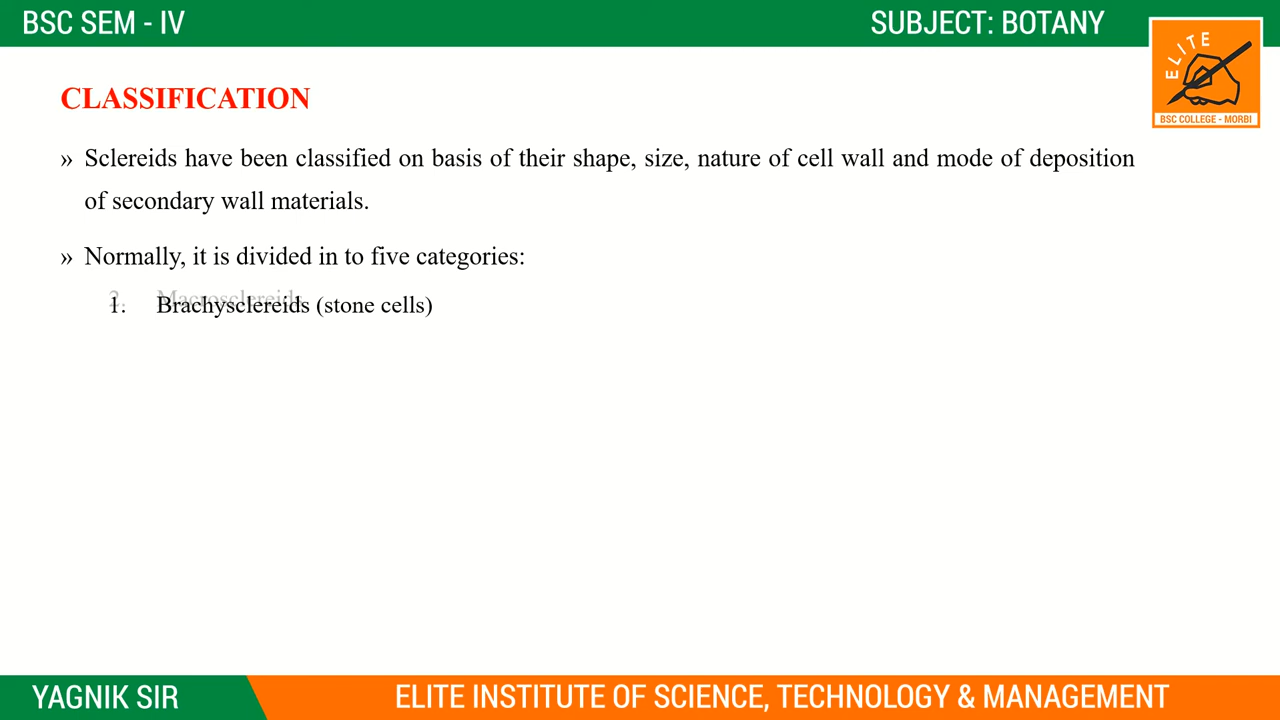 BSC SEM - IV
SUBJECT: BOTANY
ELITE
BSC COLLEGE - MORBI
CLASSIFICATION
» Sclereids have been classified on basis of their shape, size, nature of cell wall and mode of deposition
of secondary wall materials.
» Normally, it is divided in to five categories:
2. Macrosclereids
1. Brachysclereids (stone cells)
YAGNIK SIR
ELITE INSTITUTE OF SCIENCE, TECHNOLOGY & MANAGEMENT